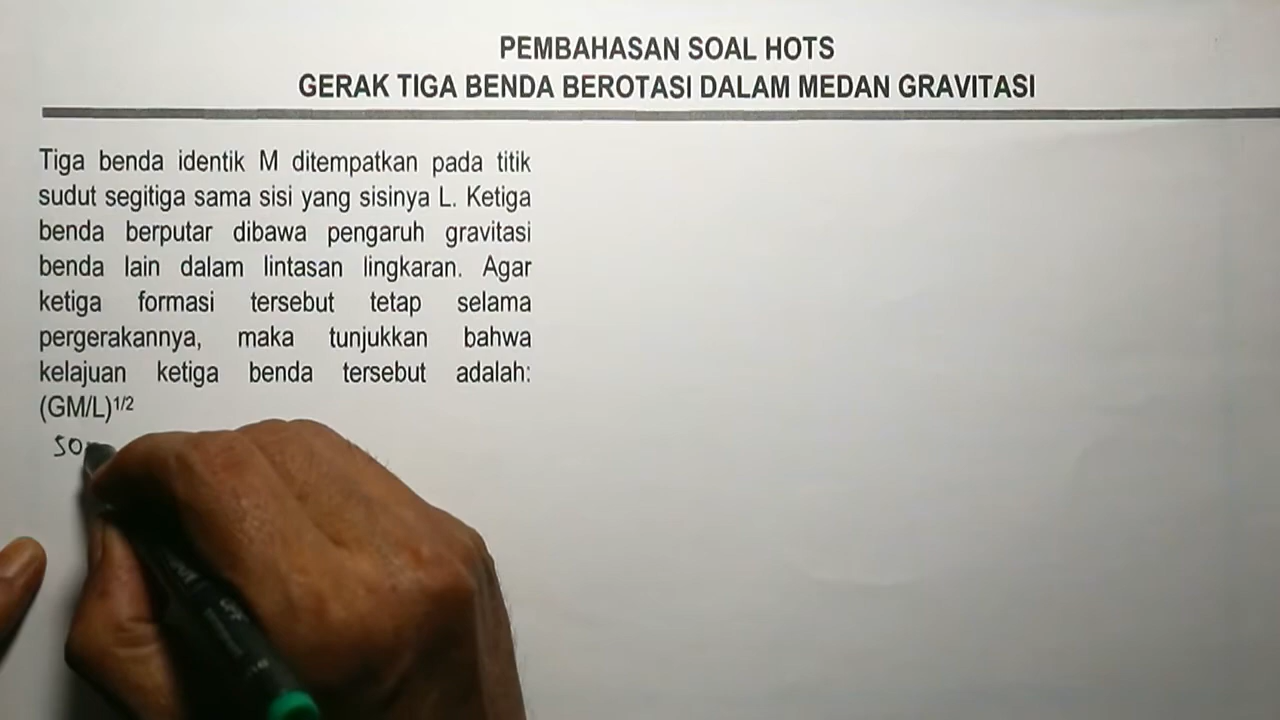 PEMBAHASAN SOAL HOTS
GERAK TIGA BENDA BEROTASI DALAM MEDAN GRAVITASI
Tiga benda identik M ditempatkan pada titik
sudut segitiga sama sisi yang sisinya L. Ketiga
benda berputar dibawa pengaruh gravitasi
benda lain dalam lintasan lingkaran. Agar
ketiga formasi tersebut tetap selama
pergerakannya, maka tunjukkan bahwa
kelajuan ketiga benda tersebut adalah:
(GM/L)^1/2
SO